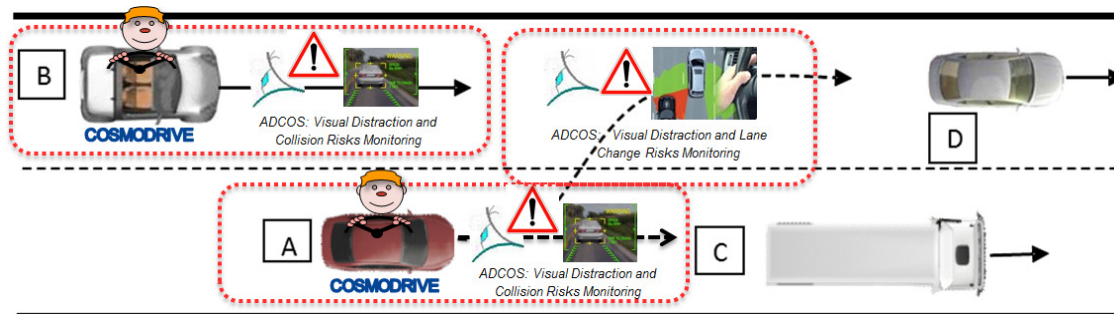 B
COSMODRIVE
ADCOS: Visual Distraction and
Collision Risks Monitoring
ADCOS: Visual Distraction and Lane
Change Risks Monitoring
D
A
COSMODRIVE
ADCOS: Visual Distraction and
Collision Risks Monitoring
C